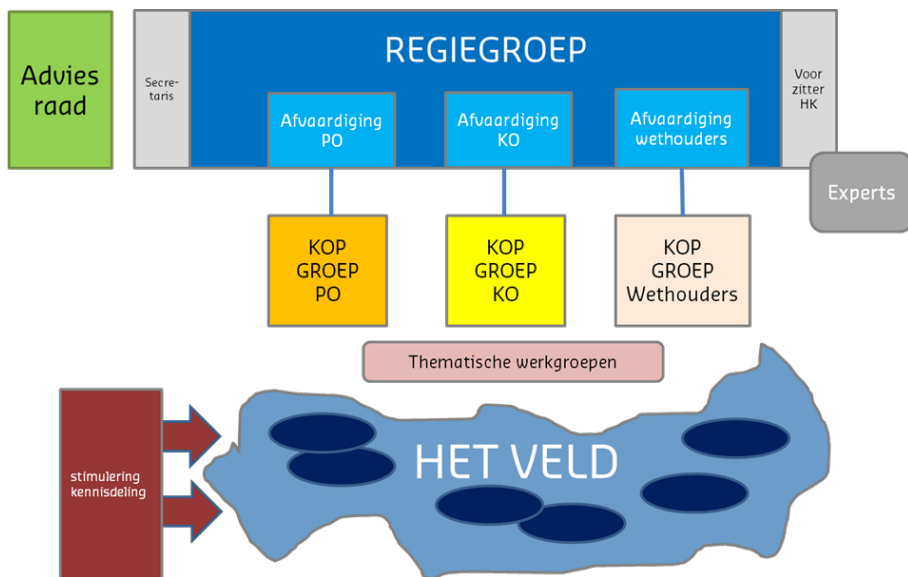 Advies
raad
Secre-
taris
REGIEGROEP
Voor
zitter
HK
Afvaardiging
PO
Afvaardiging
KO
Afvaardiging
wethouders
Experts
KOP
GROEP
PO
KOP
GROEP
KO
KOP
GROEP
Wethouders
Thematische werkgroepen
HET VELD
stimulering
kennisdeling